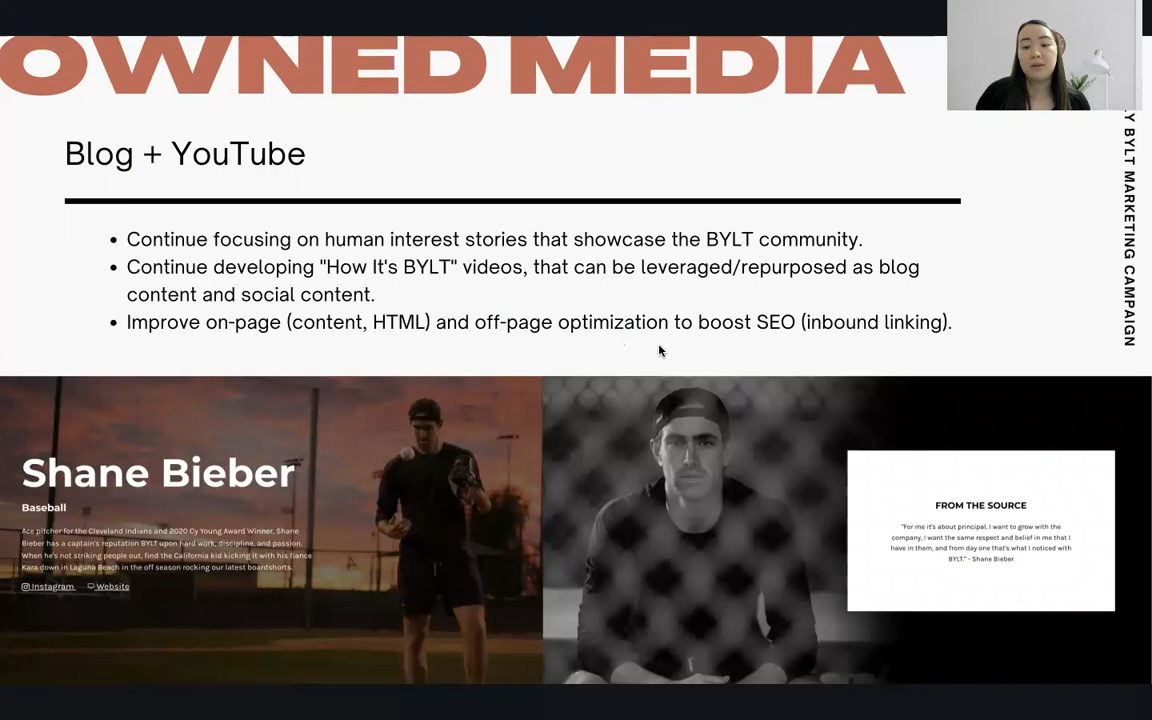 OWNED MEDIA
Y BYLT MARKETING CAMPAIGN
Blog + YouTube
• Continue focusing on human interest stories that showcase the BYLT community.
• Continue developing "How It's BYLT" videos, that can be leveraged/repurposed as blog
content and social content.
• Improve on-page (content, HTML) and off-page optimization to boost SEO (inbound linking).
Shane Bieber
Baseball
Ace pitcher for the Cleveland Indians and 2020 Cy Young Award Winner, Shane
Bieber has a captain's reputation BYLT upon hard work, discipline, and passion.
When he's not striking people out, find the California kid kicking it with his fiance
Kara down in Laguna Beach in the off season rocking our latest boardshorts.
Instagram Website
FROM THE SOURCE
"For me it's about principal, I want to grow with the
company, I want the same respect and belief in me that I
have in them, and from day one that's what I noticed with
BYLT." - Shane Bieber